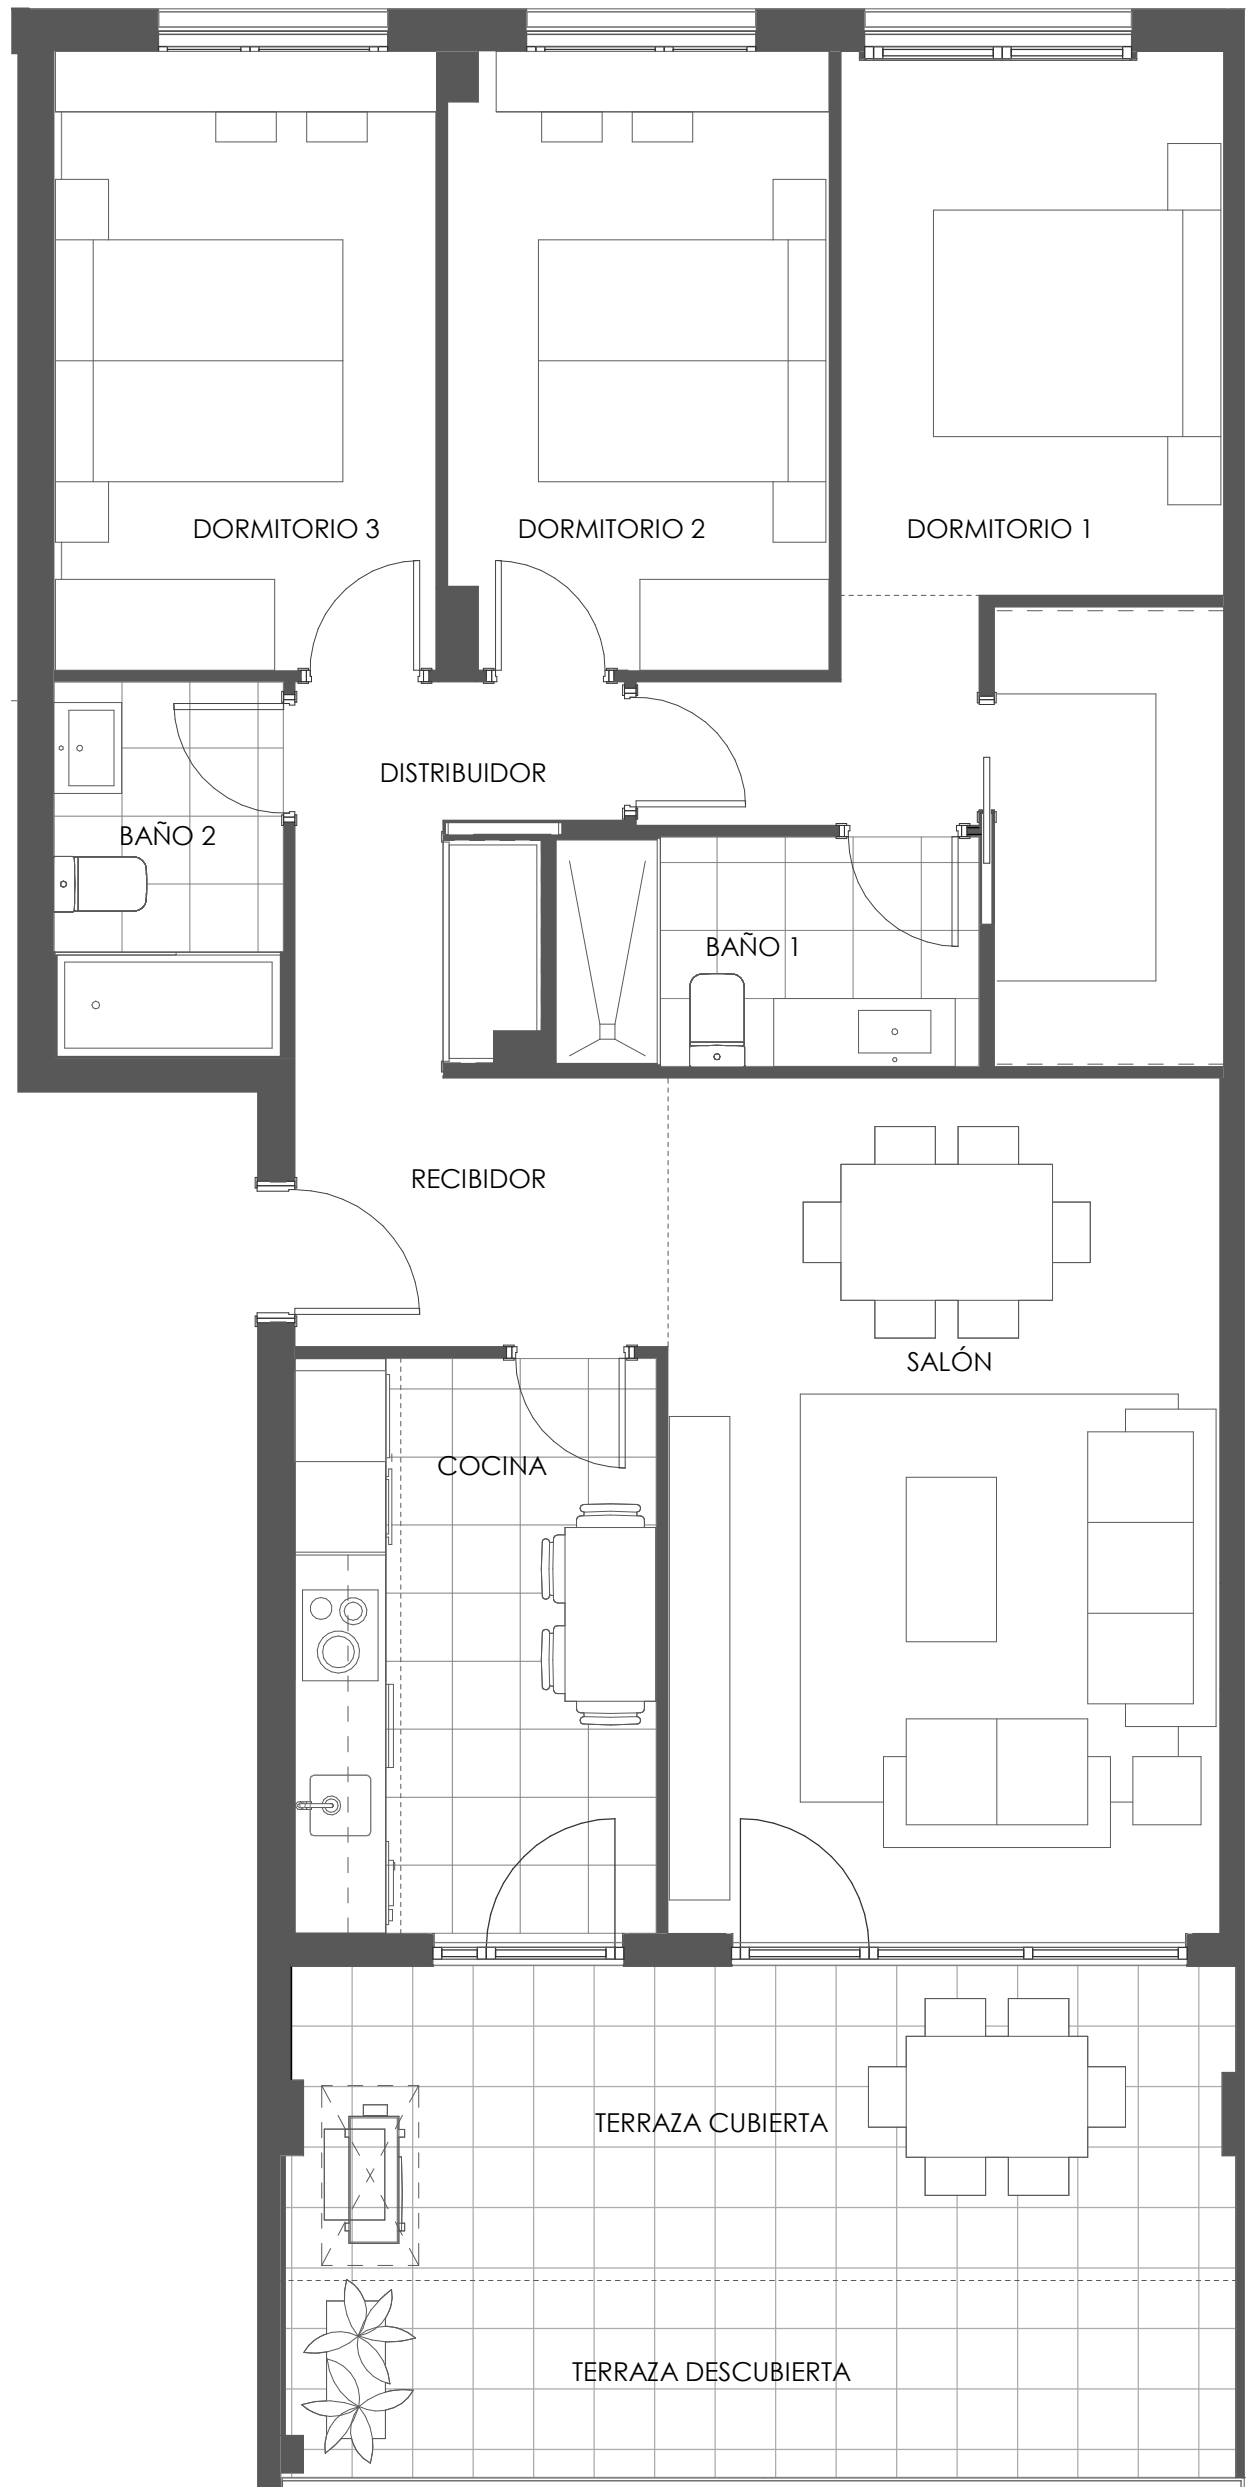 DORMITORIO 3
DORMITORIO 2
DORMITORIO 1
DISTRIBUIDOR
BAÑO 2
BAÑO 1
RECIBIDOR
SALÓN
COCINA
TERRAZA CUBIERTA
TERRAZA DESCUBIERTA